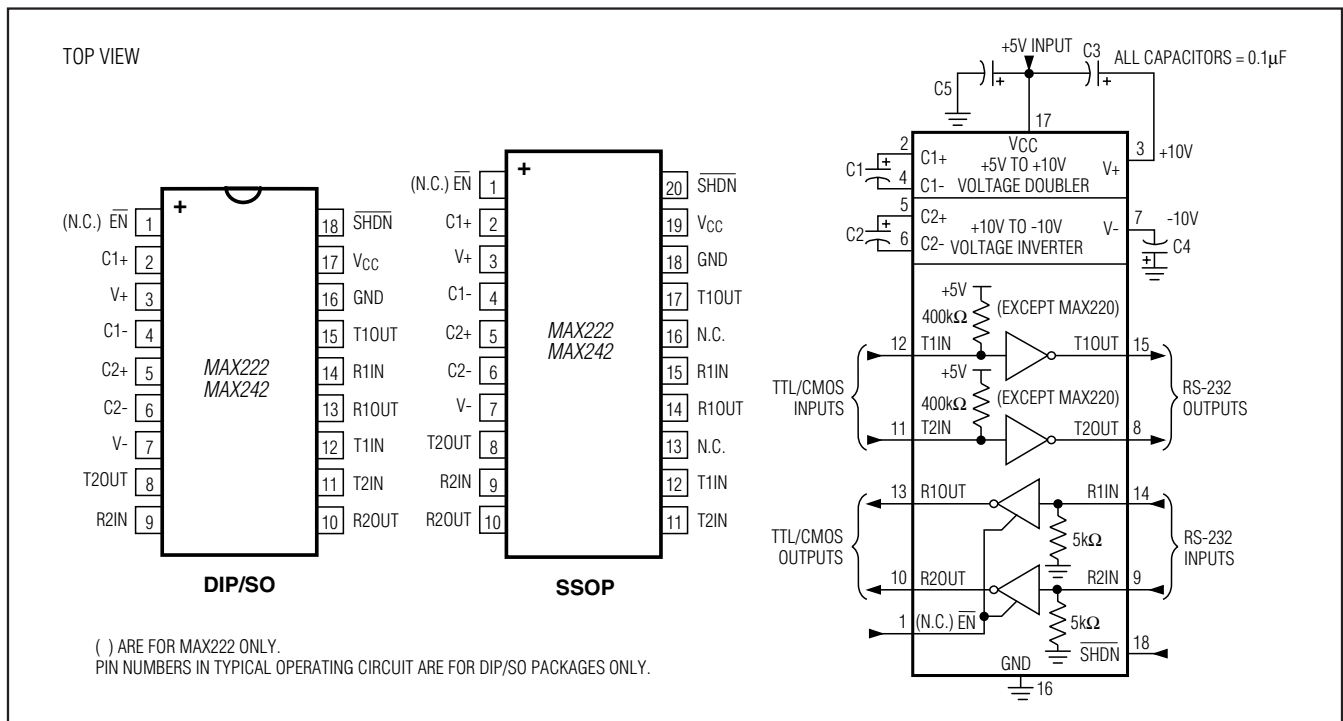 TOP VIEW
+
(N.C.) EN 1
C1+ 2
V+ 3
C1- 4
C2+ 5
C2- 6
V- 7
T2OUT 8
R2IN 9
18 SHDN
17 VCC
16 GND
15 T1OUT
14 R1IN
13 R1OUT
12 T1IN
11 T2IN
10 R2OUT
MAX222
MAX242
DIP/SO
+
(N.C.) EN 1
C1+ 2
V+ 3
C1- 4
C2+ 5
C2- 6
V- 7
T2OUT 8
R2IN 9
R2OUT 10
20 SHDN
19 VCC
18 GND
17 T1OUT
16 N.C.
15 R1IN
14 R1OUT
13 N.C.
12 T1IN
11 T2IN
MAX222
MAX242
SSOP
( ) ARE FOR MAX222 ONLY.
PIN NUMBERS IN TYPICAL OPERATING CIRCUIT ARE FOR DIP/SO PACKAGES ONLY.
+5V INPUT
C3
ALL CAPACITORS = 0.1µF
C5
+
+
17
VCC
2 C1+
C1 +
4 C1-
+5V TO +10V
VOLTAGE DOUBLER
V+ 3 +10V
5 C2+
C2 +
6 C2-
+10V TO -10V
VOLTAGE INVERTER
V- 7 -10V
C4
+
+5V
400kΩ
(EXCEPT MAX220)
12 T1IN
T1OUT 15
TTL/CMOS
INPUTS
+5V
400kΩ
(EXCEPT MAX220)
RS-232
OUTPUTS
11 T2IN
T2OUT 8
13 R1OUT
R1IN 14
TTL/CMOS
OUTPUTS
5kΩ
RS-232
INPUTS
10 R2OUT
R2IN 9
1 (N.C.) EN
5kΩ
SHDN 18
GND
16